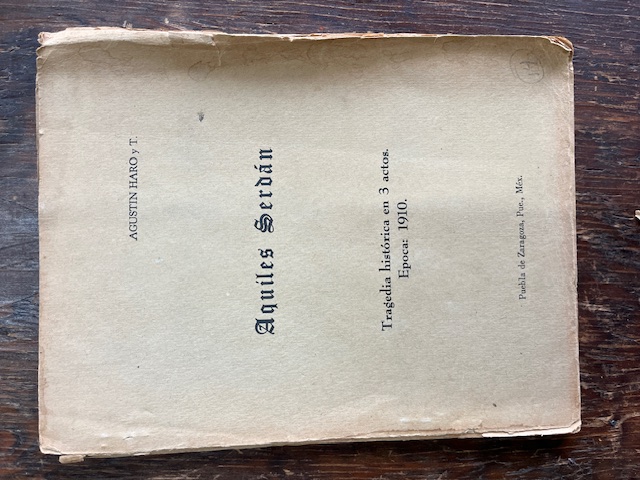 AGUSTIN HARO y T.
Aquiles Serdán
Tragedia histórica en 3 actos.
Epoca: 1910.
Puebla de Zaragoza, Pue., Méx.